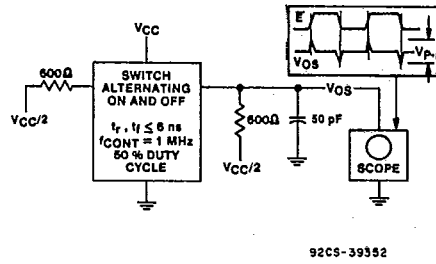 VCC
E
VP-
VOS
600Ω
SWITCH
ALTERNATING
ON AND OFF
tr, tf ≤ 6 ns
fCONT = 1 MHz
50 % DUTY
CYCLE
VCC/2
600Ω
VCC/2
50 pF
VOS
SCOPE
92CS-39352